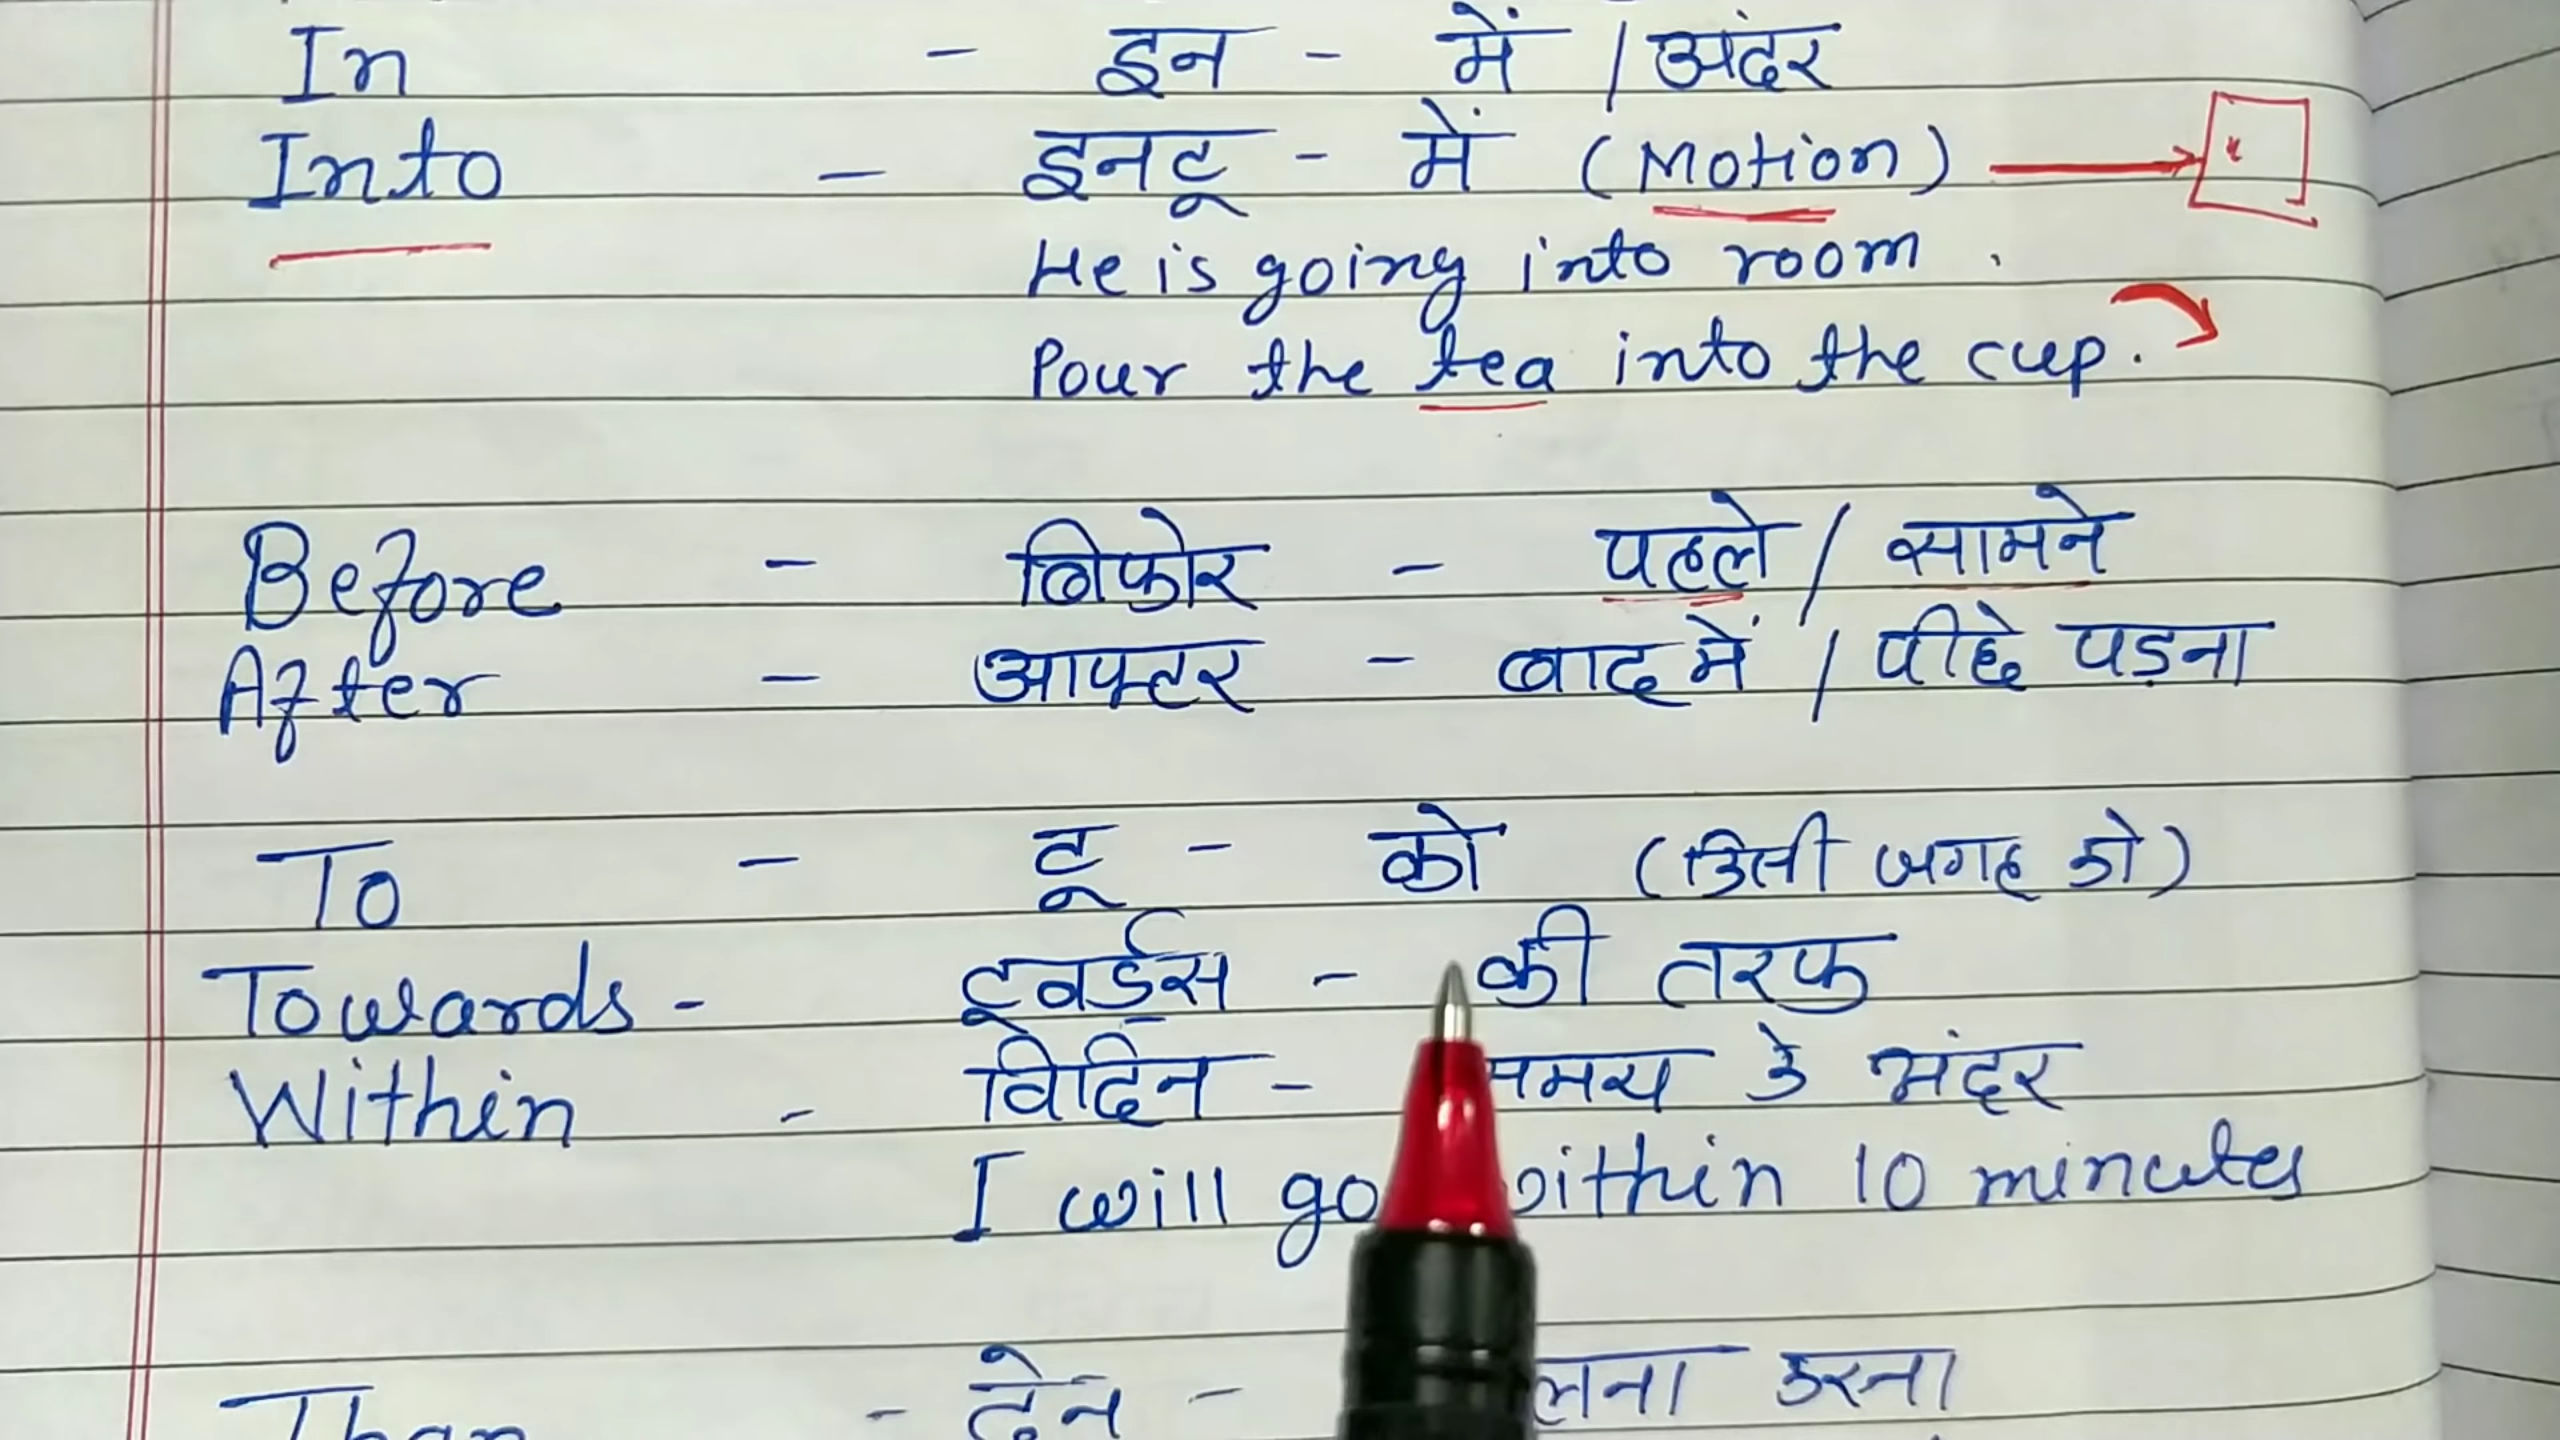 In - इन - में / अंदर
Into - इनटू - में (Motion)
He is going into room.
Pour the tea into the cup.
Before - बिफोर - पहले / सामने
After - आफ्टर - बाद में / पीछे पड़ना
To - टू - को (उसी जगह को)
Towards - टूवर्ड्स - की तरफ
Within - विदिन - समय के अंदर
I will go within 10 minutes
Than - देन - करना